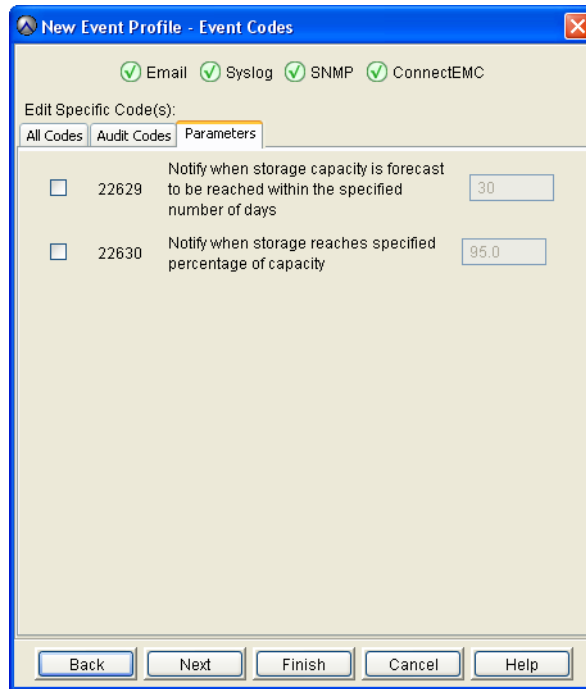 New Event Profile - Event Codes
Email Syslog SNMP ConnectEMC
Edit Specific Code(s):
All Codes Audit Codes Parameters
22629 Notify when storage capacity is forecast
to be reached within the specified
number of days
30
22630 Notify when storage reaches specified
percentage of capacity
95.0
Back Next Finish Cancel Help